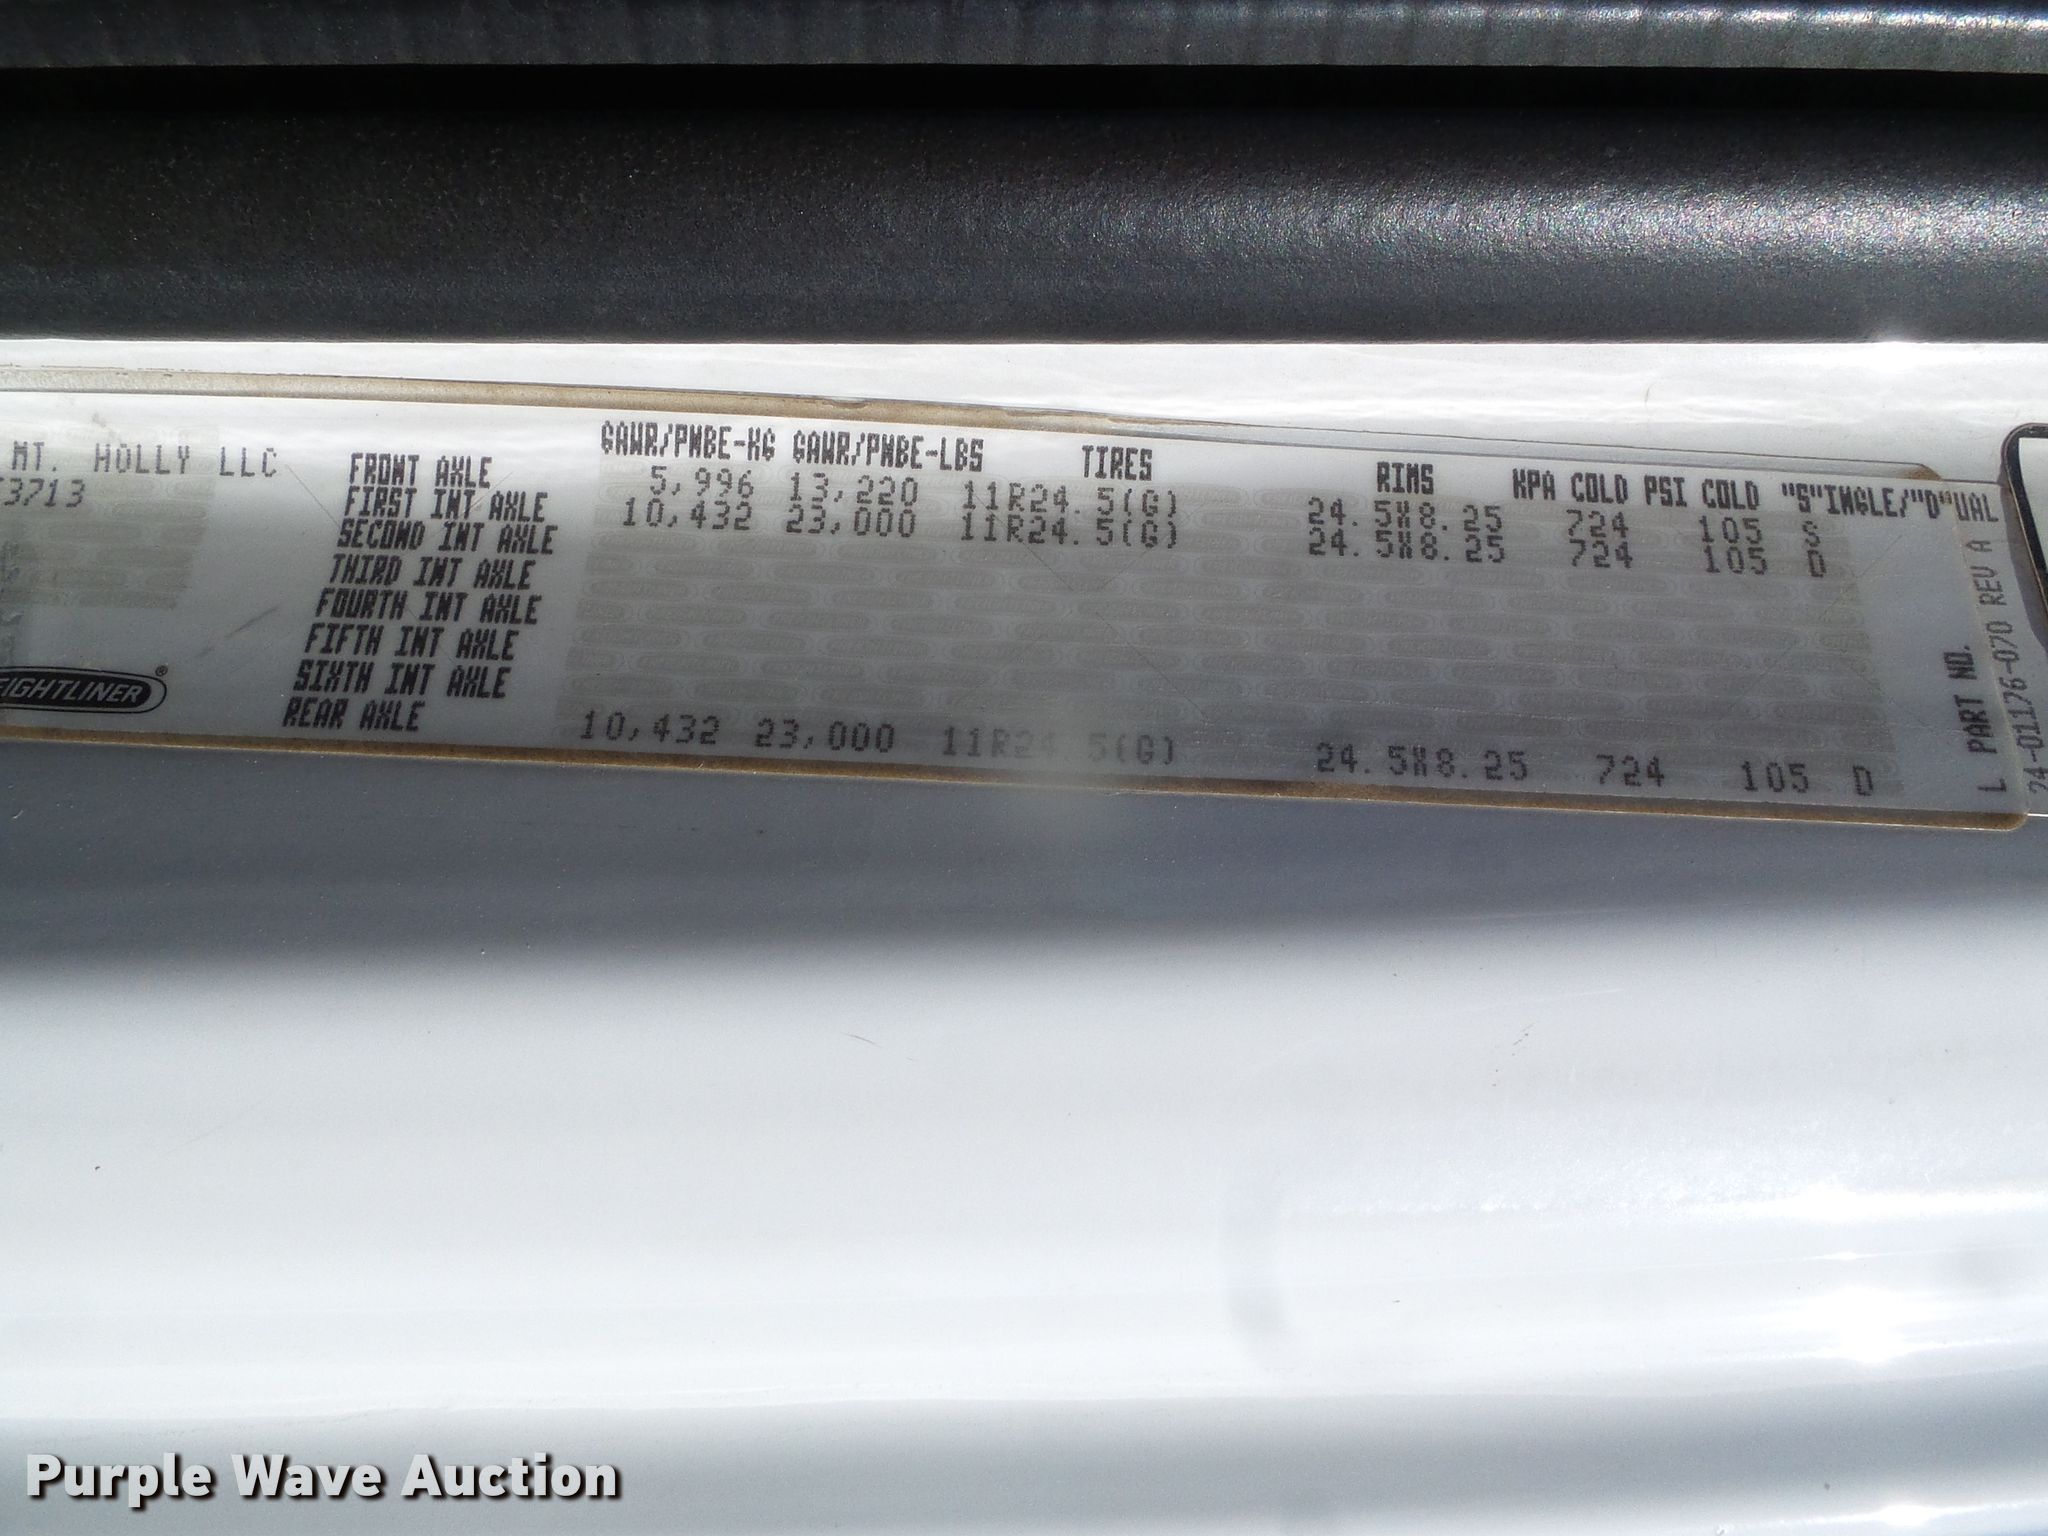 MT. HOLLY LLC
3713
GAWR/PNBE-KG GAWR/PNBE-LBS TIRES RIMS KPA COLD PSI COLD "S"INGLE/"D"UAL
FRONT AXLE 5,996 13,220 11R24.5(G) 24.5X8.25 724 105 S
FIRST INT AXLE 10,432 23,000 11R24.5(G) 24.5X8.25 724 105 D
SECOND INT AXLE
THIRD INT AXLE
FOURTH INT AXLE
FIFTH INT AXLE
SIXTH INT AXLE
REAR AXLE 10,432 23,000 11R24.5(G) 24.5X8.25 724 105 D
EIGHTLINER®
L PART NO.
24-01176-070 REV A
Purple Wave Auction